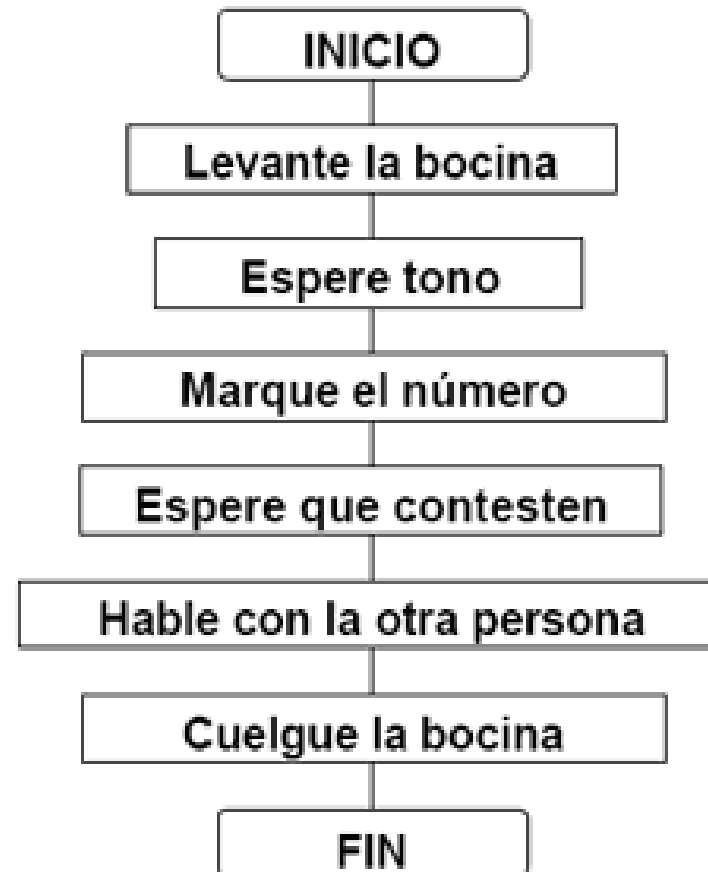 INICIO
Levante la bocina
Espere tono
Marque el número
Espere que contesten
Hable con la otra persona
Cuelgue la bocina
FIN